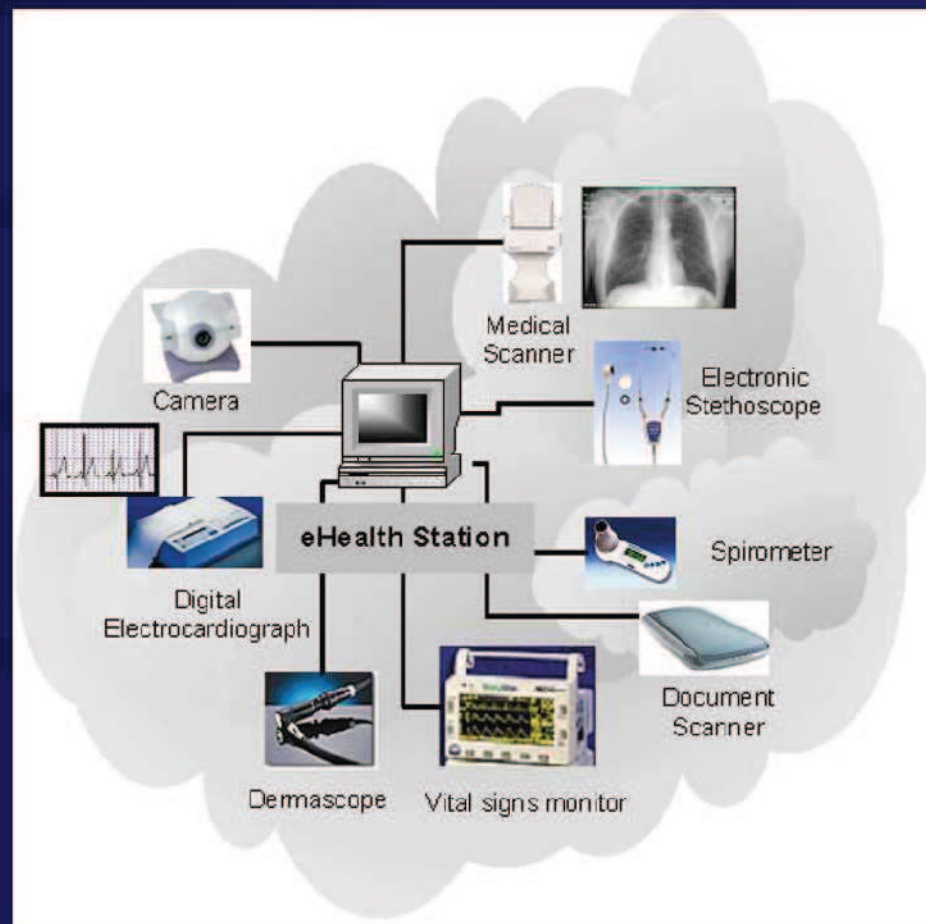 Medical
Scanner
Camera
Electronic
Stethoscope
eHealth Station
Spirometer
Digital
Electrocardiograph
Document
Scanner
Dermascope
Vital signs monitor